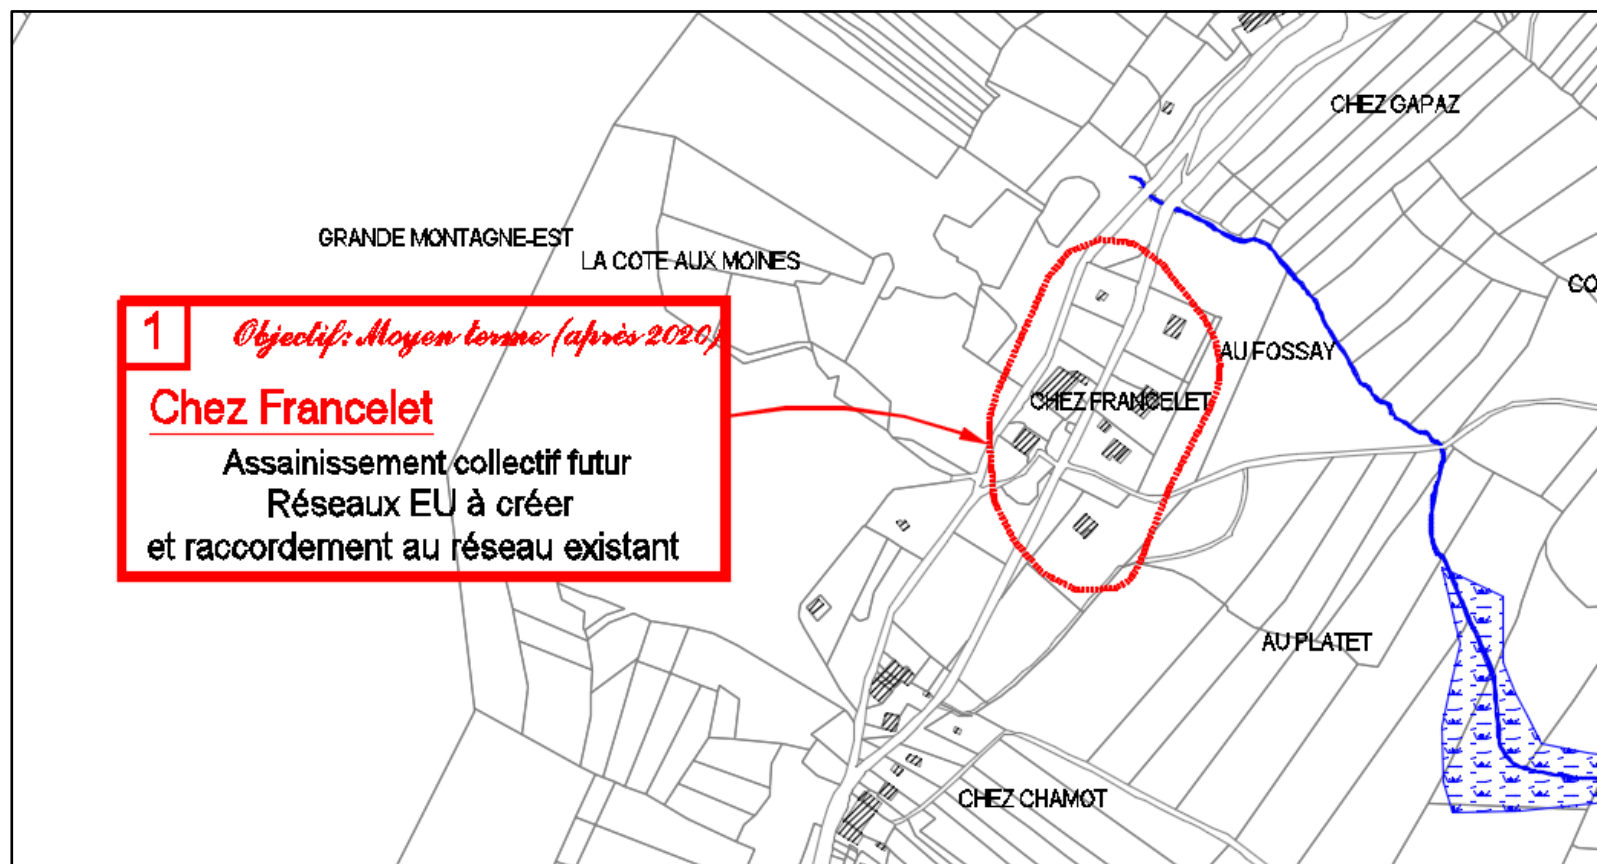 CHEZ GAPAZ
GRANDE MONTAGNE-EST
LA COTE AUX MOINES
CO
1
Objectif: Moyen terme (après 2020)
Chez Francelet
Assainissement collectif futur
Réseaux EU à créer
et raccordement au réseau existant
AU FOSSAY
CHEZ FRANCELET
AU PLATET
CHEZ CHAMOT